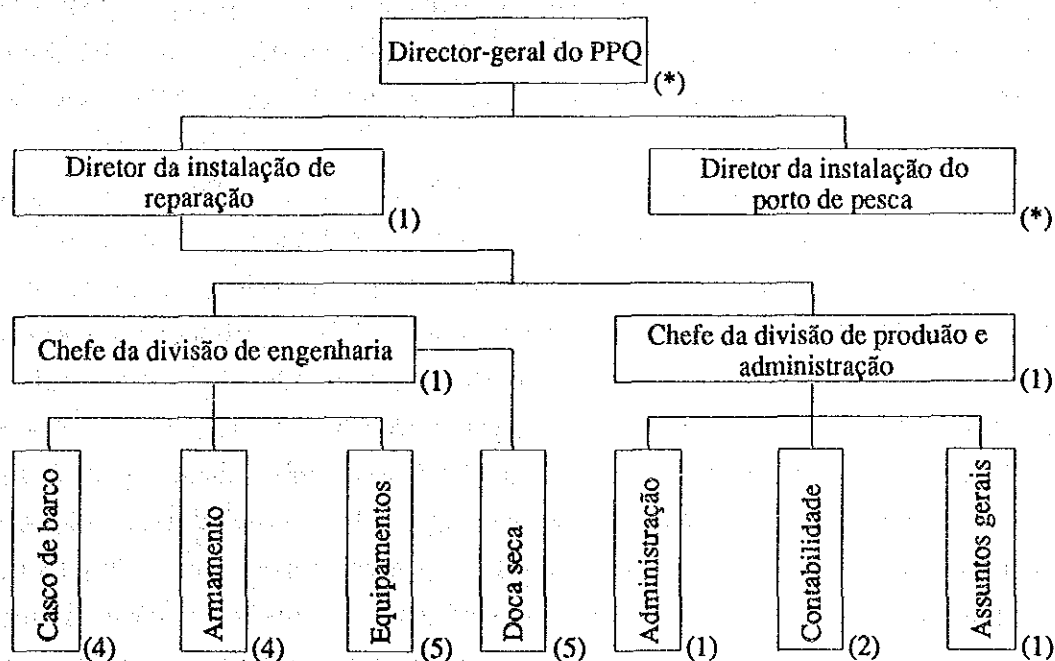 Director-geral do PPQ
(*)
Diretor da instalação de
reparação
(1)
Diretor da instalação do
porto de pesca
(*)
Chefe da divisão de engenharia
(1)
Chefe da divisão de produão e
administração
(1)
Casco de barco
(4)
Armamento
(4)
Equipamentos
(5)
Doca seca
(5)
Administração
(1)
Contabilidade
(2)
Assuntos gerais
(1)